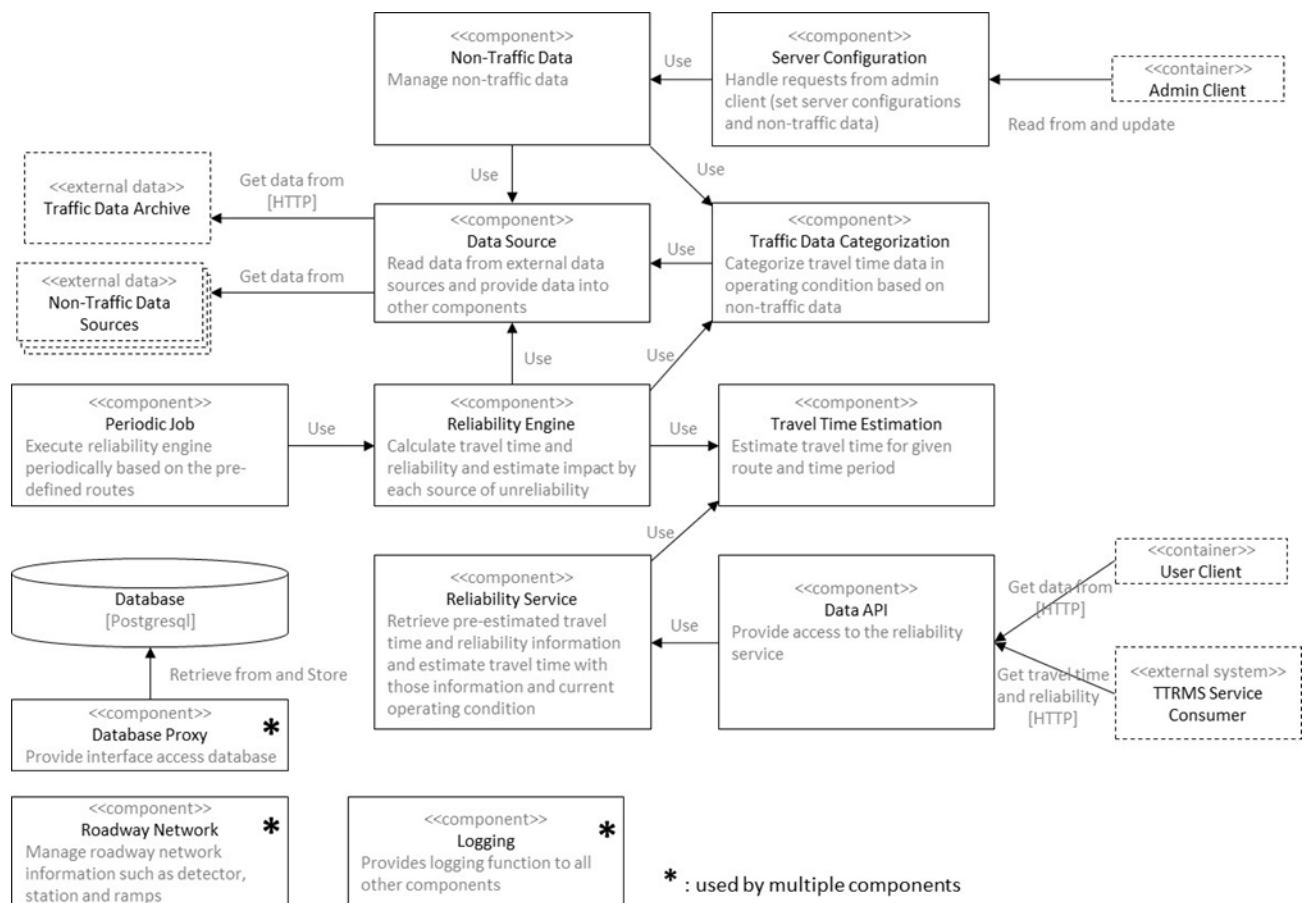 <<component>>
Non-Traffic Data
Manage non-traffic data
Use
<<component>>
Server Configuration
Handle requests from admin
client (set server configurations
and non-traffic data)
<<container>>
Admin Client
Read from and update
Use
Use
<<external data>>
Traffic Data Archive
Get data from
[HTTP]
<<component>>
Data Source
Read data from external data
sources and provide data into
other components
Use
<<component>>
Traffic Data Categorization
Categorize travel time data in
operating condition based on
non-traffic data
<<external data>>
Non-Traffic Data
Sources
Get data from
Use
Use
<<component>>
Periodic Job
Execute reliability engine
periodically based on the pre-
defined routes
Use
<<component>>
Reliability Engine
Calculate travel time and
reliability and estimate impact by
each source of unreliability
Use
<<component>>
Travel Time Estimation
Estimate travel time for given
route and time period
Use
Database
[Postgresql]
Retrieve from and Store
<<component>>
Reliability Service
Retrieve pre-estimated travel
time and reliability information
and estimate travel time with
those information and current
operating condition
Use
<<component>>
Data API
Provide access to the reliability
service
<<container>>
User Client
Get data from
[HTTP]
Get travel time
and reliability
[HTTP]
<<external system>>
TTRMS Service
Consumer
<<component>>
Database Proxy
*
Provide interface access database
<<component>>
Roadway Network
*
Manage roadway network
information such as detector,
station and ramps
<<component>>
Logging
*
Provides logging function to all
other components
* : used by multiple components